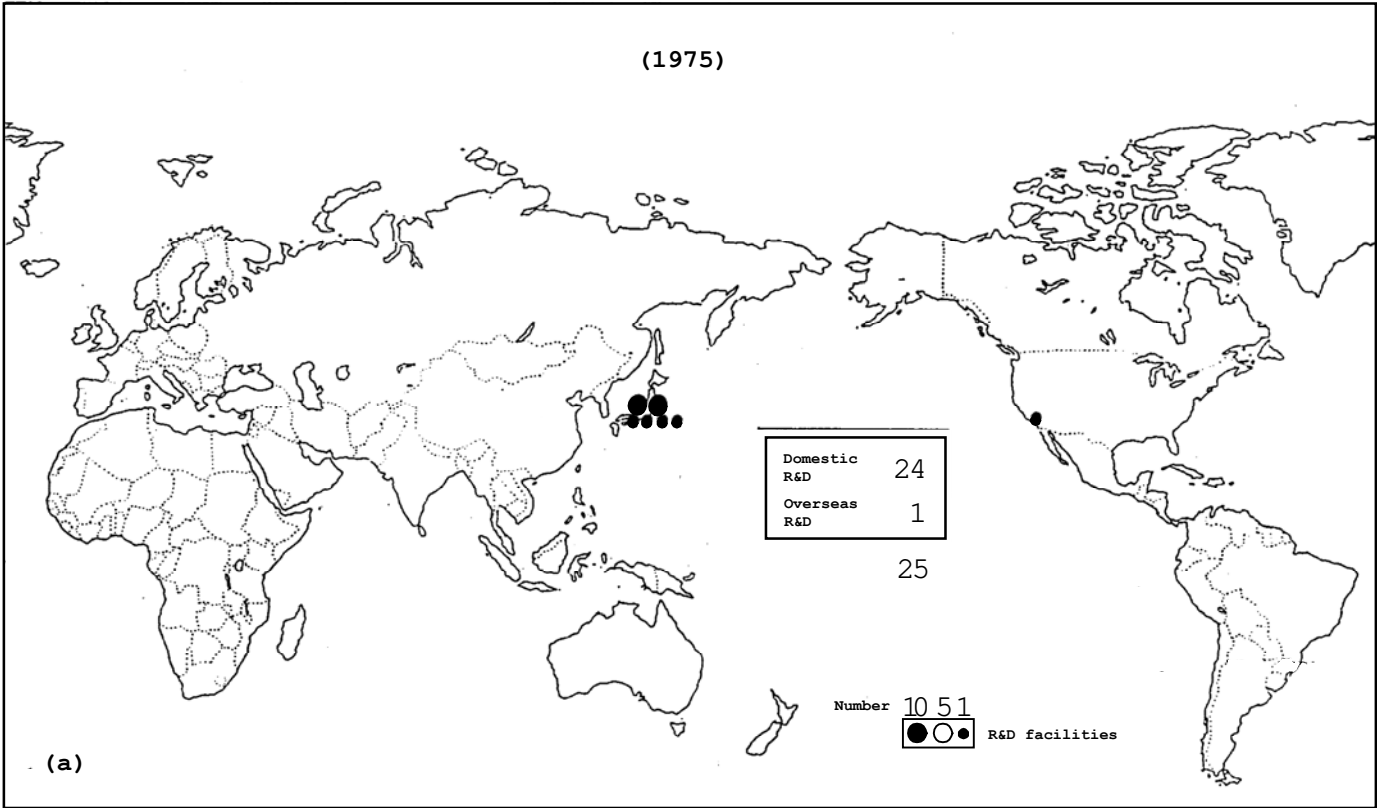 (1975)
Domestic
R&D 24
Overseas
R&D 1
25
Number 10 5 1
R&D facilities
(a)